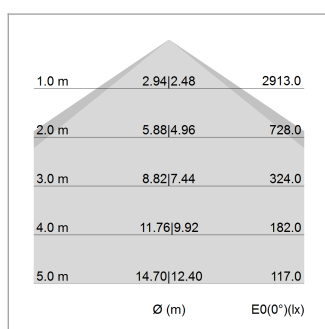 1.0 m 2.94|2.48 2913.0
2.0 m 5.88|4.96 728.0
3.0 m 8.82|7.44 324.0
4.0 m 11.76|9.92 182.0
5.0 m 14.70|12.40 117.0
Ø (m) E0(0°)(lx)